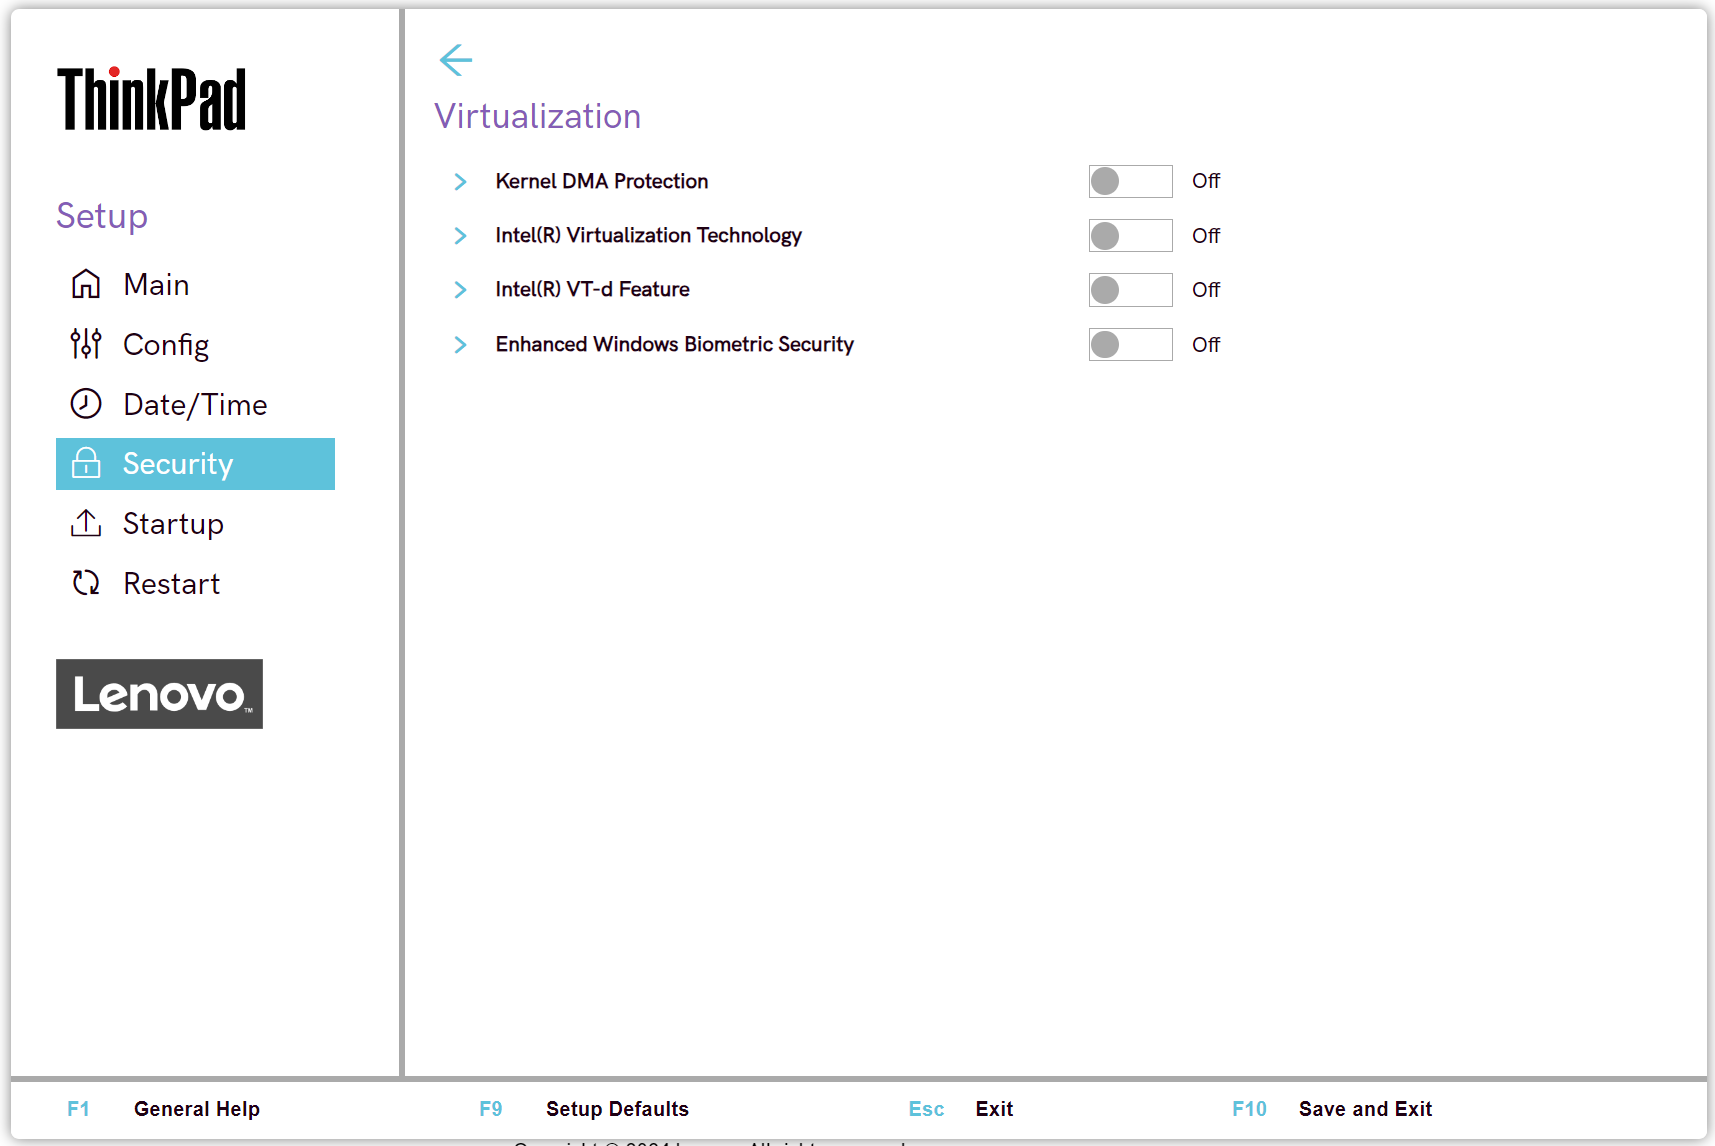 ThinkPad
Setup
Main
Config
Date/Time
Security
Startup
Restart
Lenovo™
Virtualization
Kernel DMA Protection Off
Intel(R) Virtualization Technology Off
Intel(R) VT-d Feature Off
Enhanced Windows Biometric Security Off
F1 General Help F9 Setup Defaults Esc Exit F10 Save and Exit